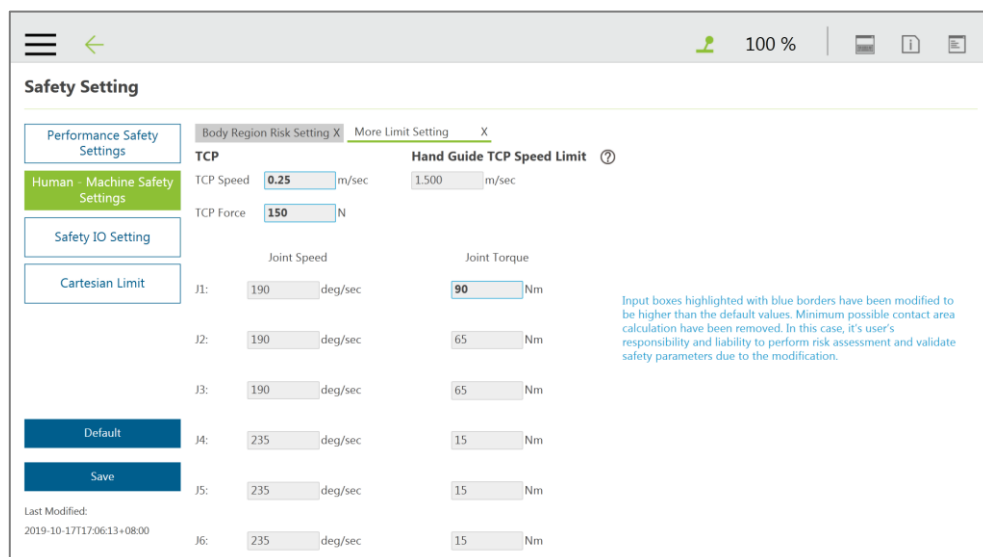 100 %
Safety Setting
Performance Safety
Settings
Human - Machine Safety
Settings
Safety IO Setting
Cartesian Limit
Default
Save
Last Modified:
2019-10-17T17:06:13+08:00
Body Region Risk Setting X More Limit Setting X
TCP Hand Guide TCP Speed Limit ?
TCP Speed 0.25 m/sec 1.500 m/sec
TCP Force 150 N
Joint Speed Joint Torque
J1: 190 deg/sec 90 Nm
J2: 190 deg/sec 65 Nm
J3: 190 deg/sec 65 Nm
J4: 235 deg/sec 15 Nm
J5: 235 deg/sec 15 Nm
J6: 235 deg/sec 15 Nm
Input boxes highlighted with blue borders have been modified to
be higher than the default values. Minimum possible contact area
calculation have been removed. In this case, it's user's
responsibility and liability to perform risk assessment and validate
safety parameters due to the modification.